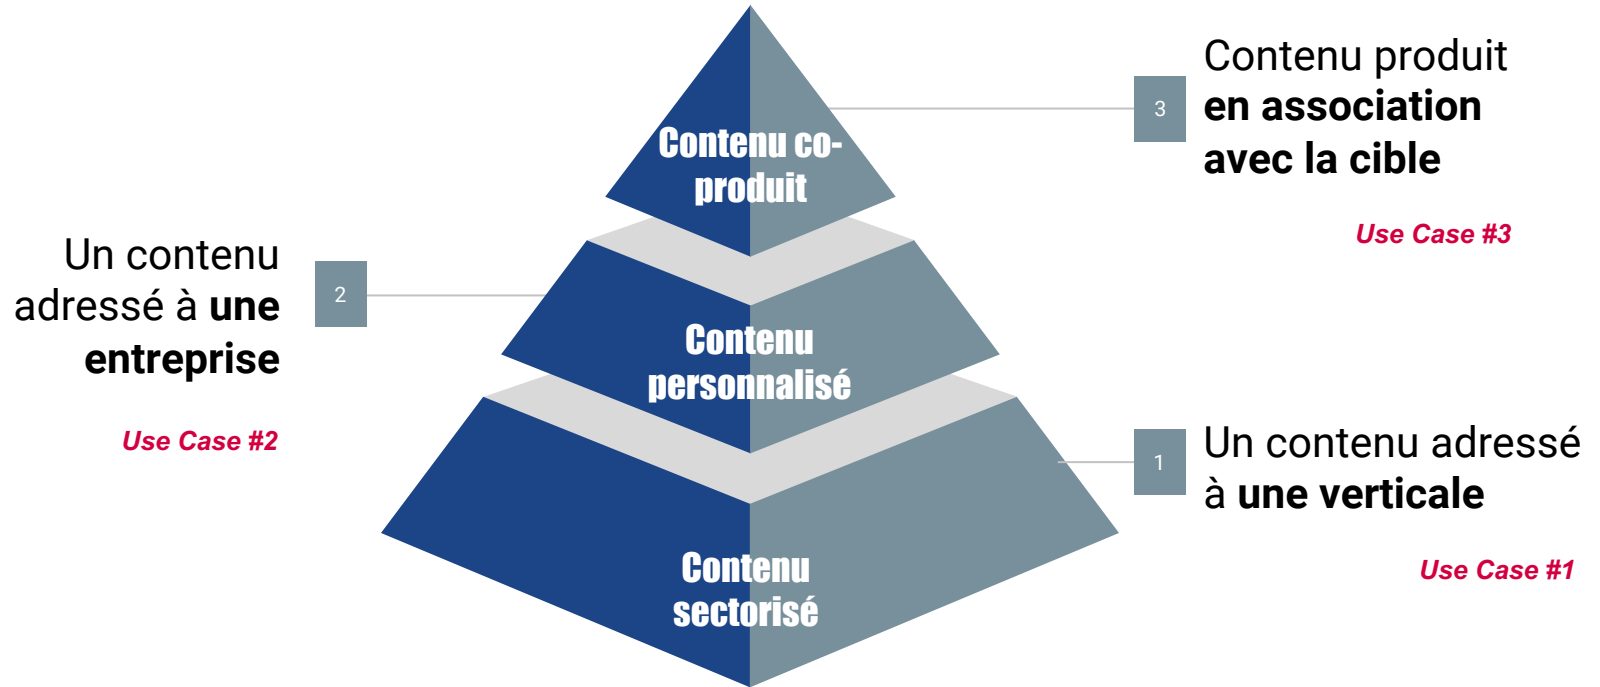 Contenu produit
en association
avec la cible
3
Use Case #3
Contenu co-
produit
Un contenu
adressé à une
entreprise
2
Use Case #2
Contenu
personnalisé
Un contenu adressé
à une verticale
1
Use Case #1
Contenu
sectorisé